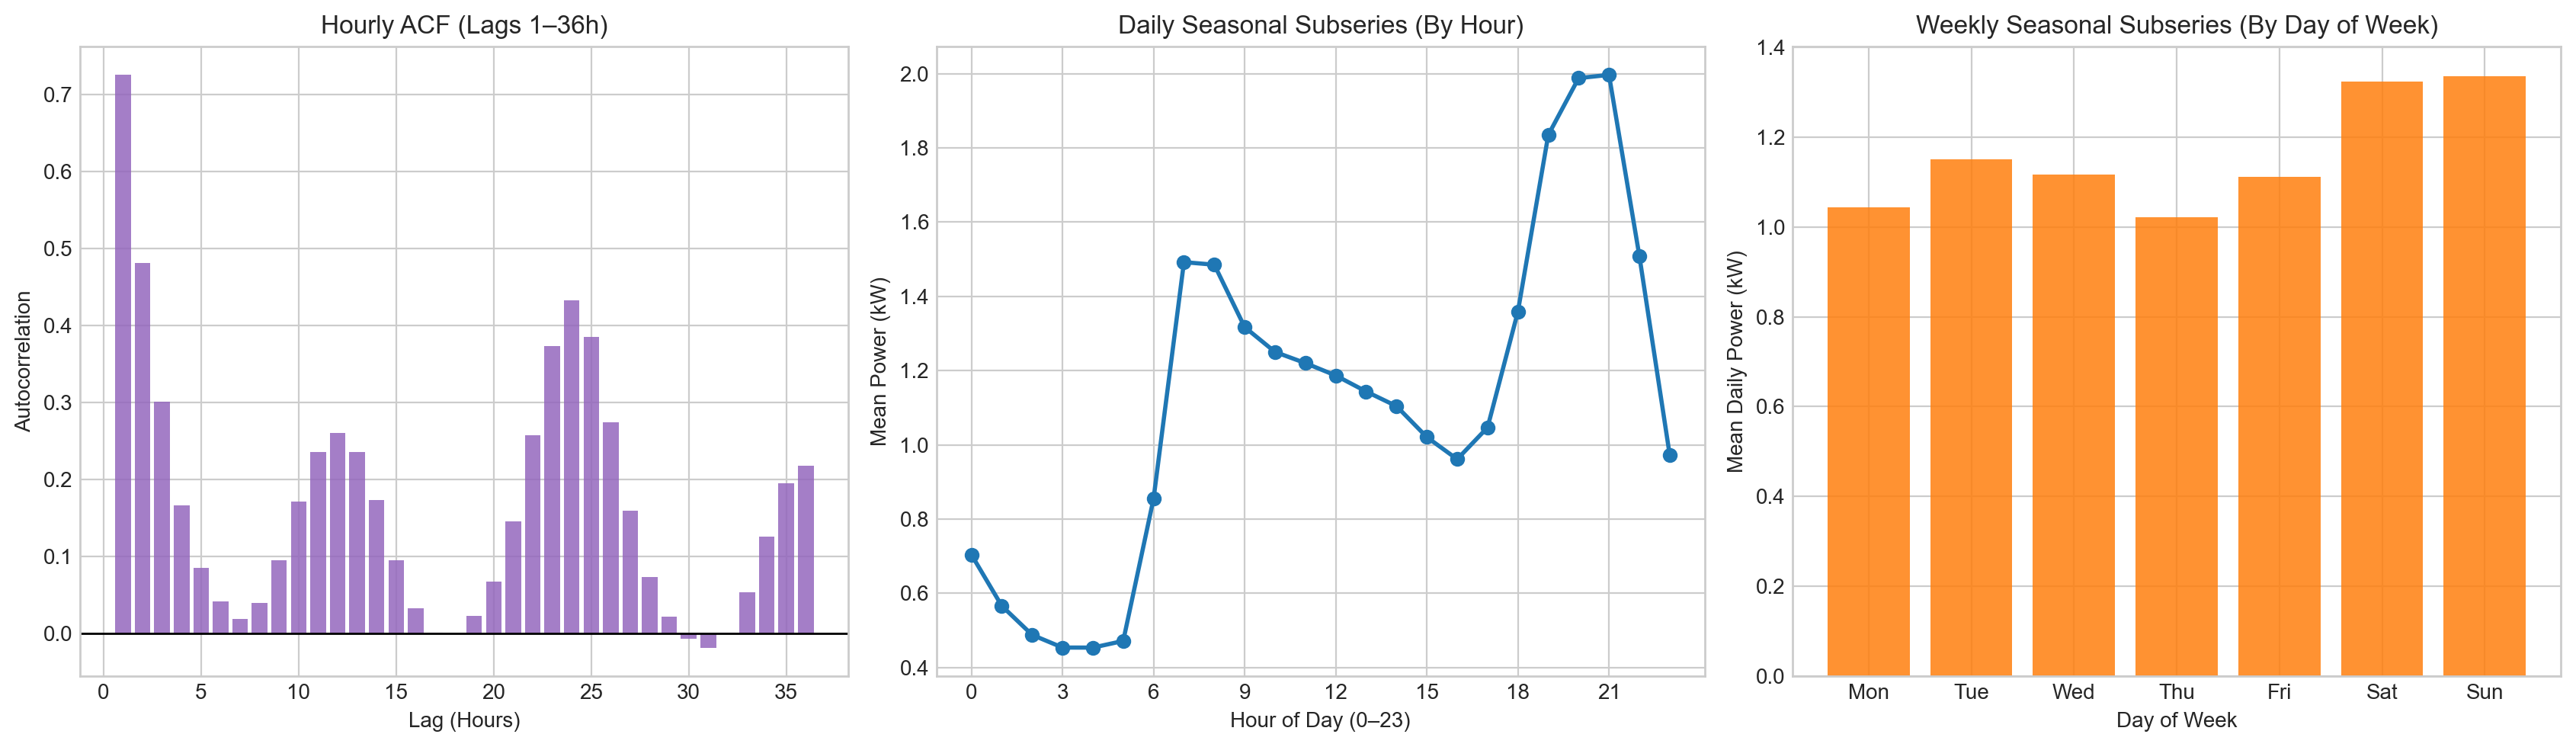 Hourly ACF (Lags 1–36h)
Autocorrelation
0.7
0.6
0.5
0.4
0.3
0.2
0.1
0.0
0 5 10 15 20 25 30 35
Lag (Hours)
Daily Seasonal Subseries (By Hour)
Mean Power (kW)
2.0
1.8
1.6
1.4
1.2
1.0
0.8
0.6
0.4
0 3 6 9 12 15 18 21
Hour of Day (0–23)
Weekly Seasonal Subseries (By Day of Week)
Mean Daily Power (kW)
1.4
1.2
1.0
0.8
0.6
0.4
0.2
0.0
Mon Tue Wed Thu Fri Sat Sun
Day of Week